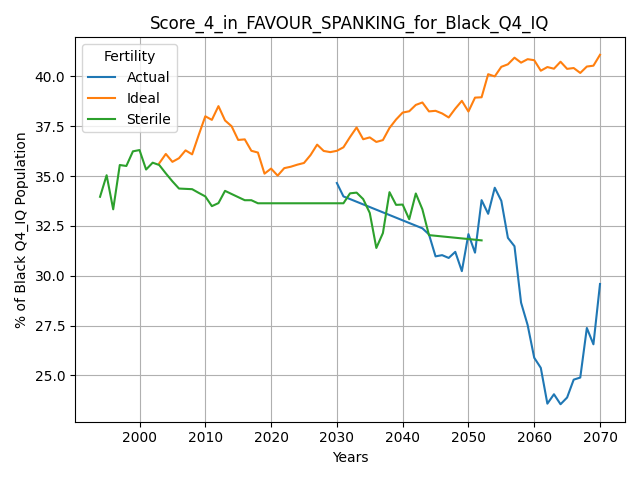 Score_4_in_FAVOUR_SPANKING_for_Black_Q4_IQ
Fertility
Actual
Ideal
Sterile
% of Black Q4_IQ Population
40.0
37.5
35.0
32.5
30.0
27.5
25.0
2000 2010 2020 2030 2040 2050 2060 2070
Years